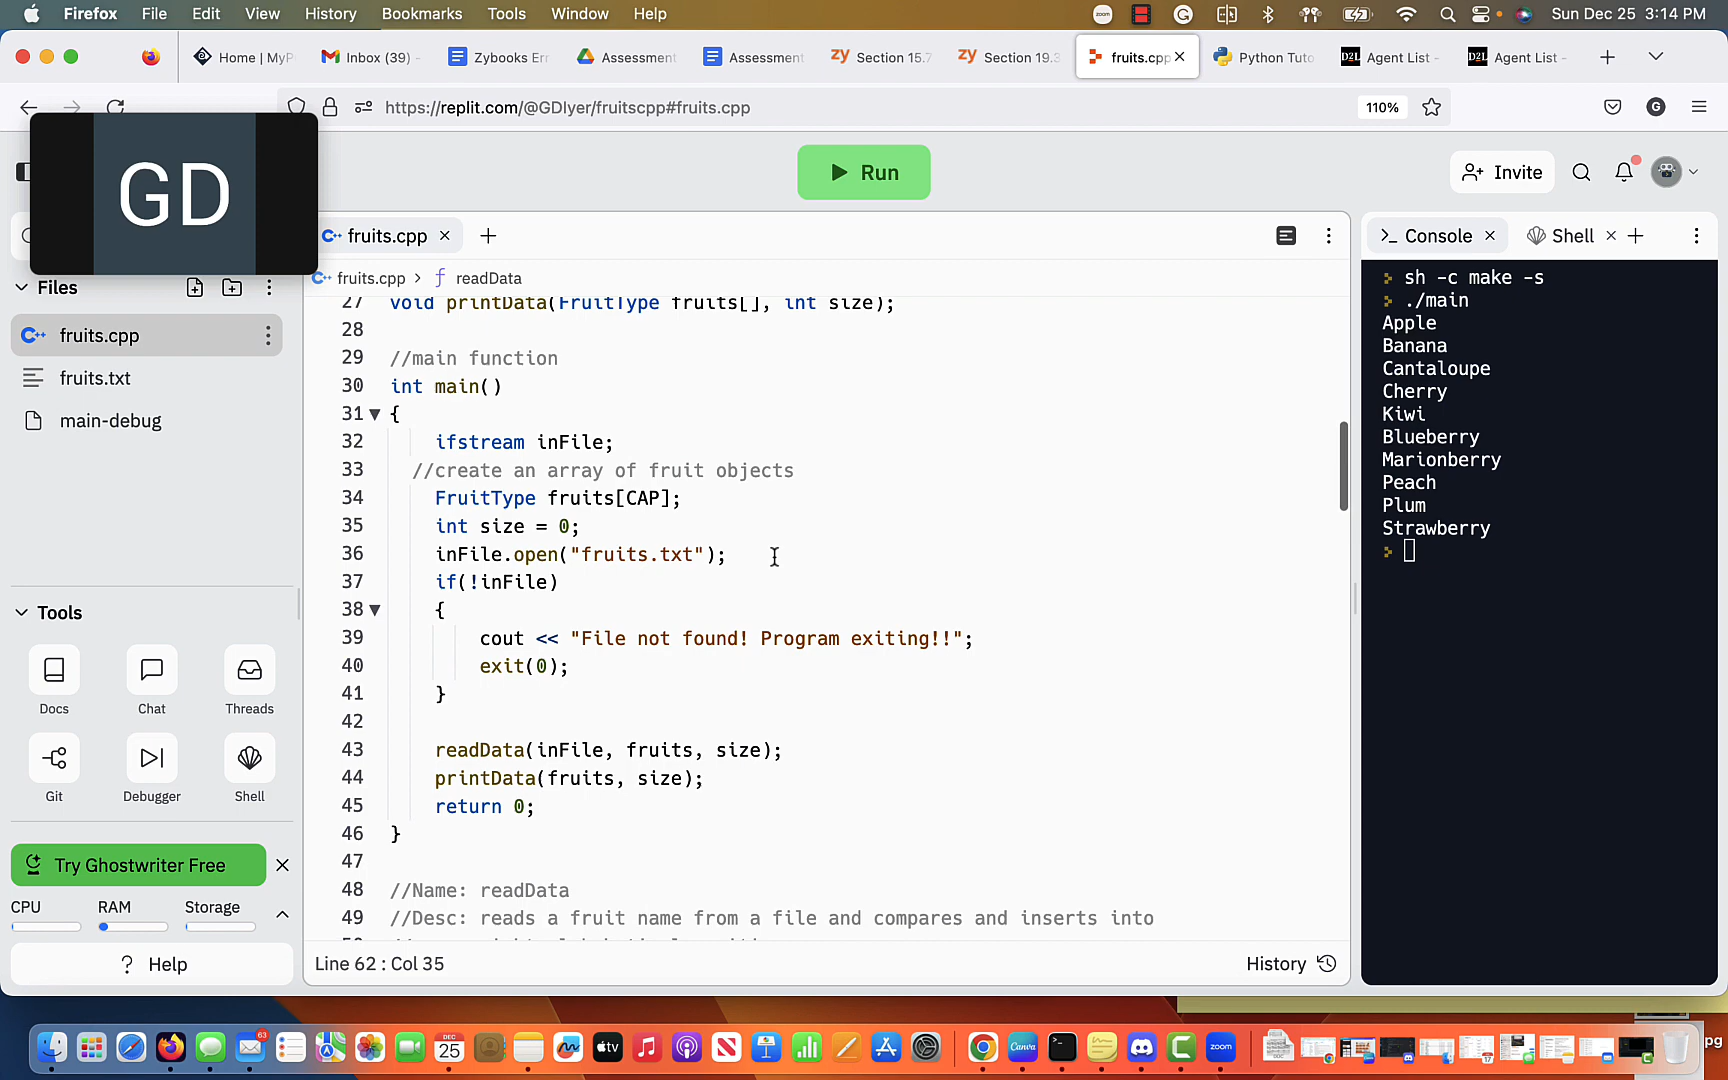 Firefox File Edit View History Bookmarks Tools Window Help Sun Dec 25 3:14 PM
Home | MyP Inbox (39) - Zybooks Err Assessment Assessment zy Section 15.7 zy Section 19.3 fruits.cpp Python Tuto D2L Agent List - D2L Agent List -
https://replit.com/@GDIyer/fruitscpp#fruits.cpp 110% G
GD
Run
Invite
fruits.cpp
Console Shell
fruits.cpp > readData
Files
fruits.cpp
fruits.txt
main-debug
Tools
Docs Chat Threads
Git Debugger Shell
Try Ghostwriter Free
CPU RAM Storage
? Help
27 void printData(FruitType fruits[], int size);
28
29 //main function
30 int main()
31 {
32 ifstream inFile;
33 //create an array of fruit objects
34 FruitType fruits[CAP];
35 int size = 0;
36 inFile.open("fruits.txt");
37 if(!inFile)
38 {
39 cout << "File not found! Program exiting!!";
40 exit(0);
41 }
42
43 readData(inFile, fruits, size);
44 printData(fruits, size);
45 return 0;
46 }
47
48 //Name: readData
49 //Desc: reads a fruit name from a file and compares and inserts into
Line 62 : Col 35 History
sh -c make -s
./main
Apple
Banana
Cantaloupe
Cherry
Kiwi
Blueberry
Marionberry
Peach
Plum
Strawberry
63 DEC 25 tv Canva zoom
pg